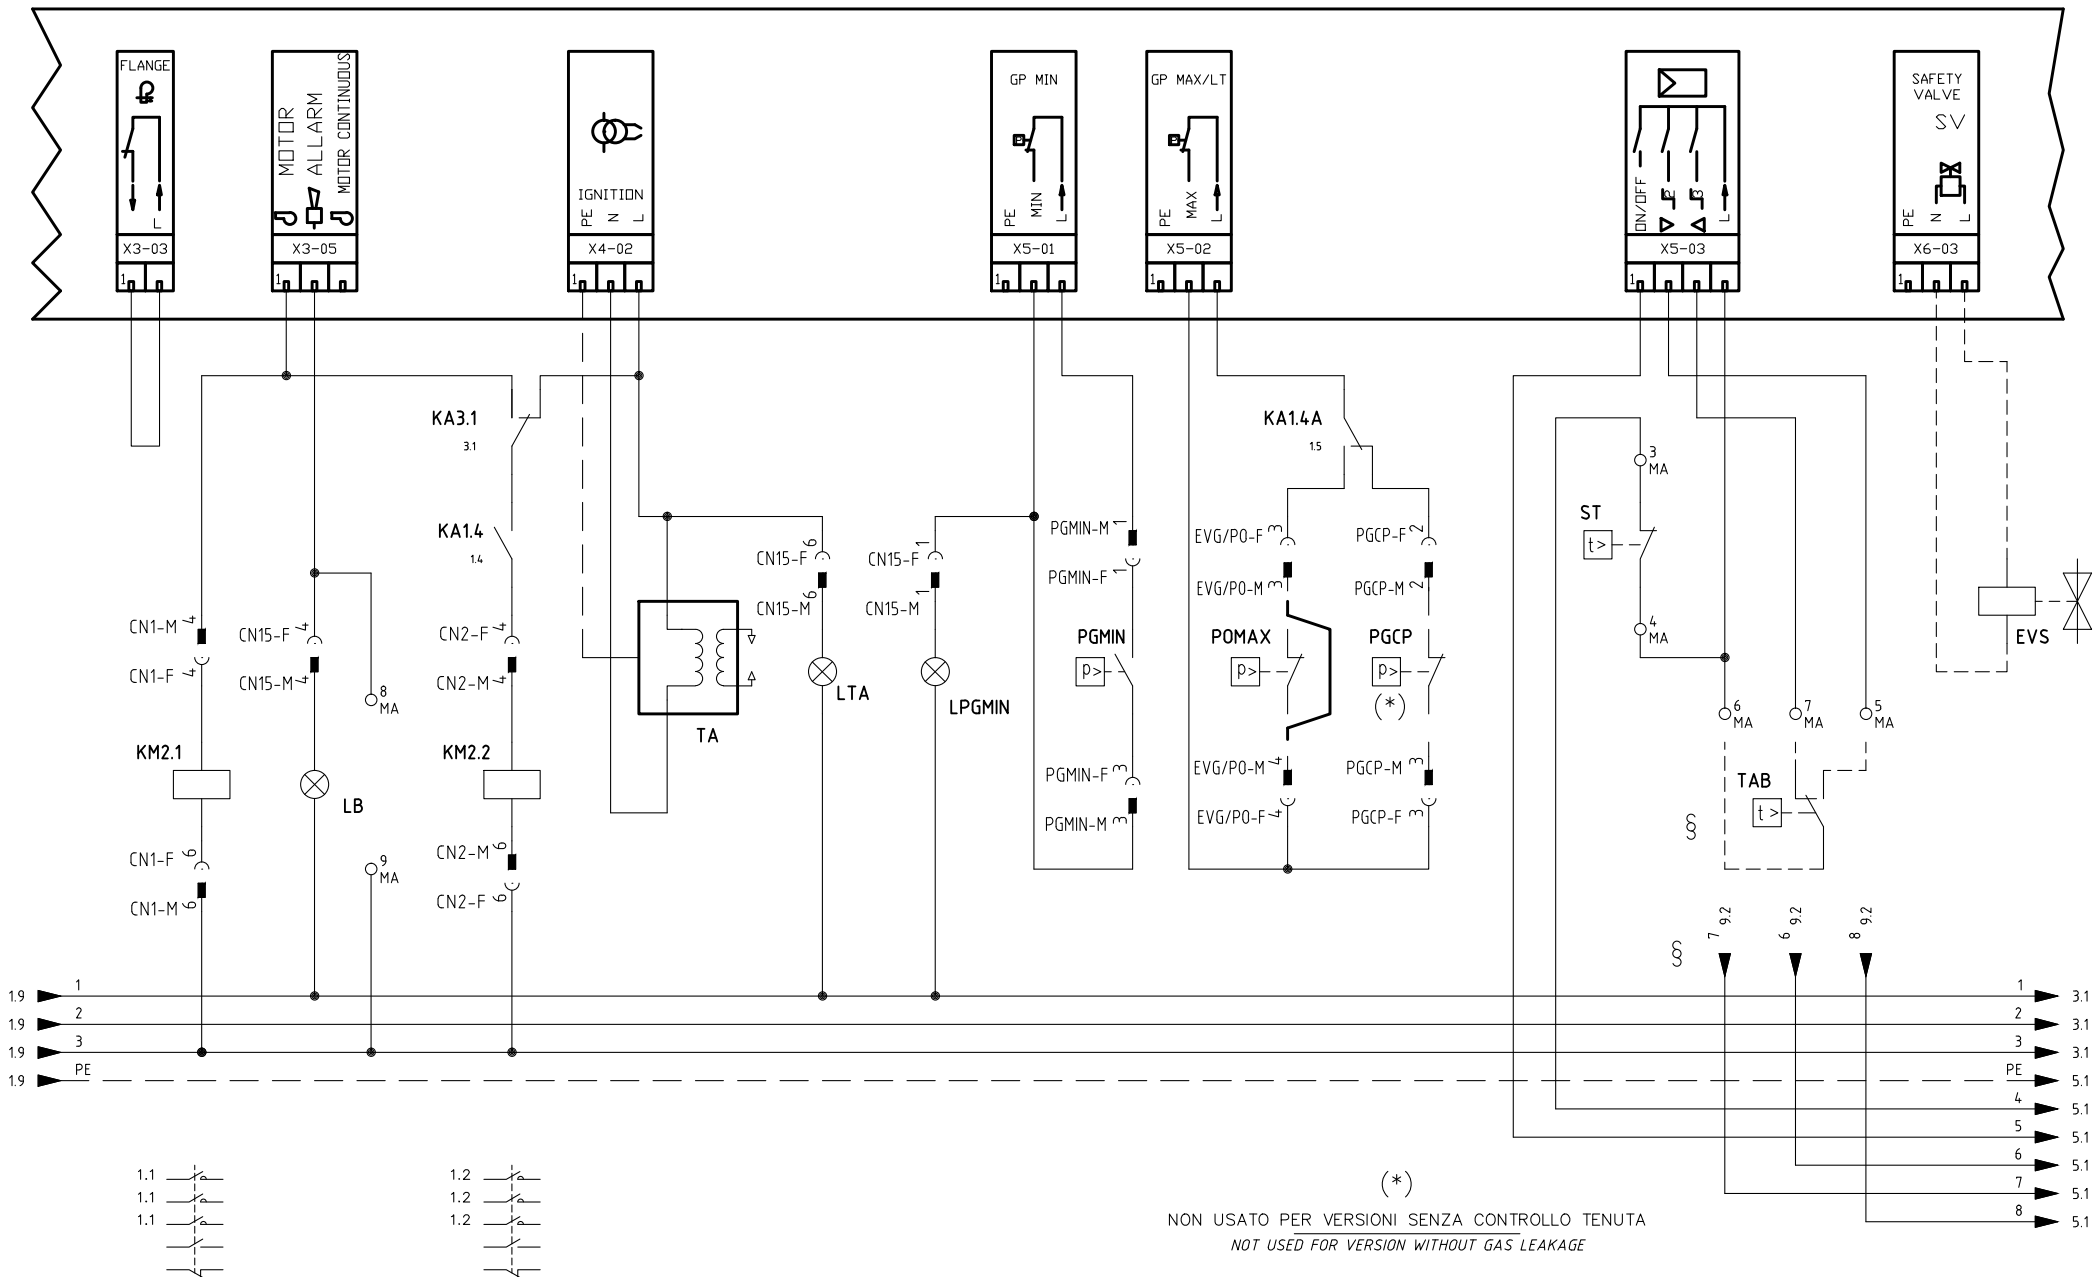 FLANGE
L
X3-03
1
MOTOR
ALLARM
MOTOR CONTINUOUS
X3-05
1
IGNITION
PE
N
L
X4-02
1
GP MIN
P
PE
MIN
L
X5-01
1
GP MAX/LT
P
PE
MAX
L
X5-02
1
ON/OFF
P2
P3
L
X5-03
1
SAFETY
VALVE
SV
PE
N
L
X6-03
1
KA3.1
3.1
KA1.4
1.4
KA1.4A
1.5
3
MA
ST
t>
4
MA
PGMIN-M 1
PGMIN-F 1
EVG/PO-F 3
EVG/PO-M 3
PGCP-F 2
PGCP-M 2
CN15-F 6
CN15-M 6
CN15-F 1
CN15-M 1
CN1-M 4
CN1-F 4
CN15-F 4
CN15-M 4
CN2-F 4
CN2-M 4
8
MA
TA
LTA
LPGMIN
PGMIN
p>
POMAX
p>
PGCP
p>
(*)
EVS
6
MA
7
MA
5
MA
KM2.1
LB
KM2.2
PGMIN-F 3
PGMIN-M 3
EVG/PO-M 4
EVG/PO-F 4
PGCP-M 3
PGCP-F 3
TAB
t>
§
CN1-F 6
CN1-M 6
9
MA
CN2-M 6
CN2-F 6
§
7 9.2
6 9.2
8 9.2
1.9 1 1 3.1
1.9 2 2 3.1
1.9 3 3 3.1
1.9 PE PE 5.1
4 5.1
5 5.1
6 5.1
7 5.1
8 5.1
1.1
1.1
1.1
1.2
1.2
1.2
(*)
NON USATO PER VERSIONI SENZA CONTROLLO TENUTA
NOT USED FOR VERSION WITHOUT GAS LEAKAGE